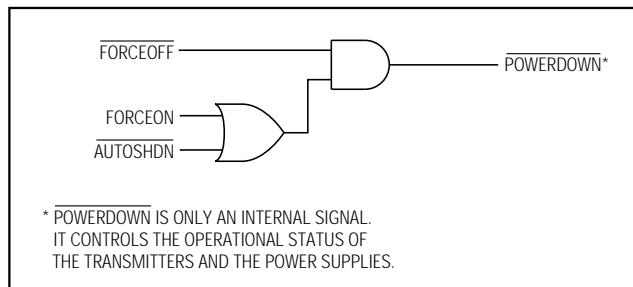 FORCEOFF
POWERDOWN*
FORCEON
AUTOSHDN
* POWERDOWN IS ONLY AN INTERNAL SIGNAL.
IT CONTROLS THE OPERATIONAL STATUS OF
THE TRANSMITTERS AND THE POWER SUPPLIES.